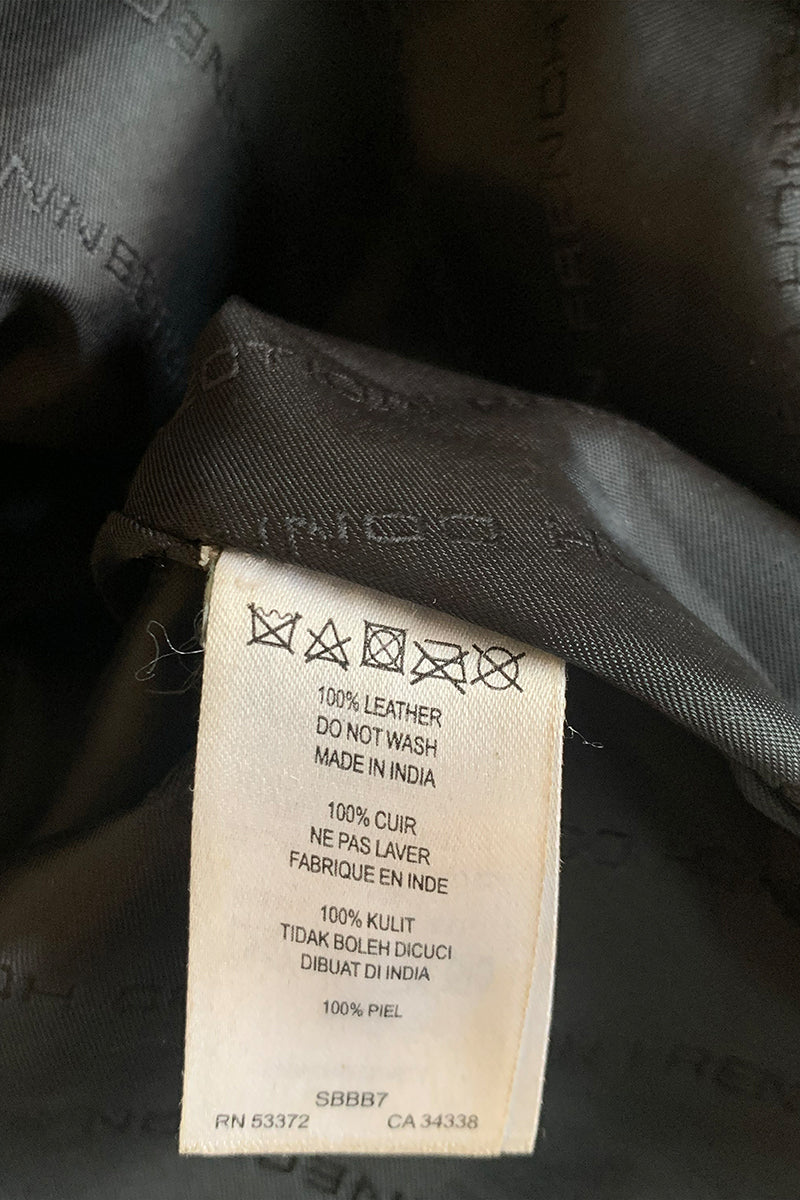 100% LEATHER
DO NOT WASH
MADE IN INDIA
100% CUIR
NE PAS LAVER
FABRIQUE EN INDE
100% KULIT
TIDAK BOLEH DICUCI
DIBUAT DI INDIA
100% PIEL
SBBB7
RN 53372 CA 34338